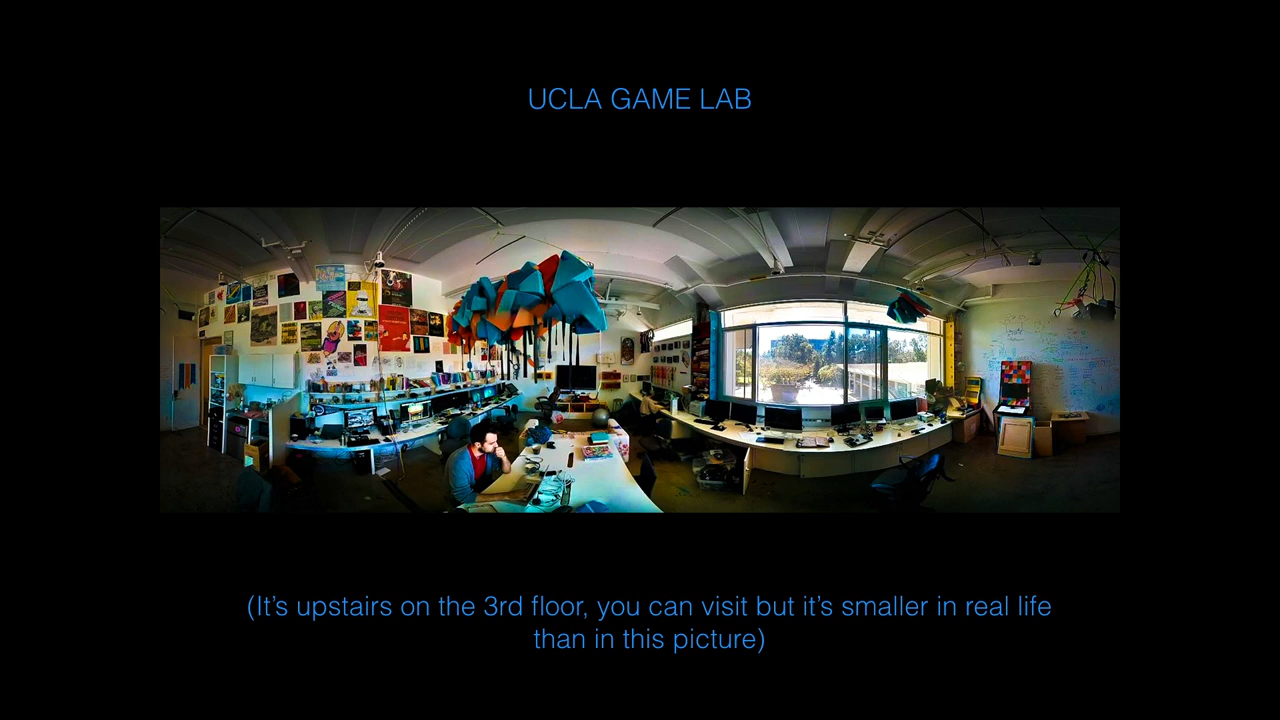 UCLA GAME LAB
(It’s upstairs on the 3rd floor, you can visit but it’s smaller in real life
than in this picture)